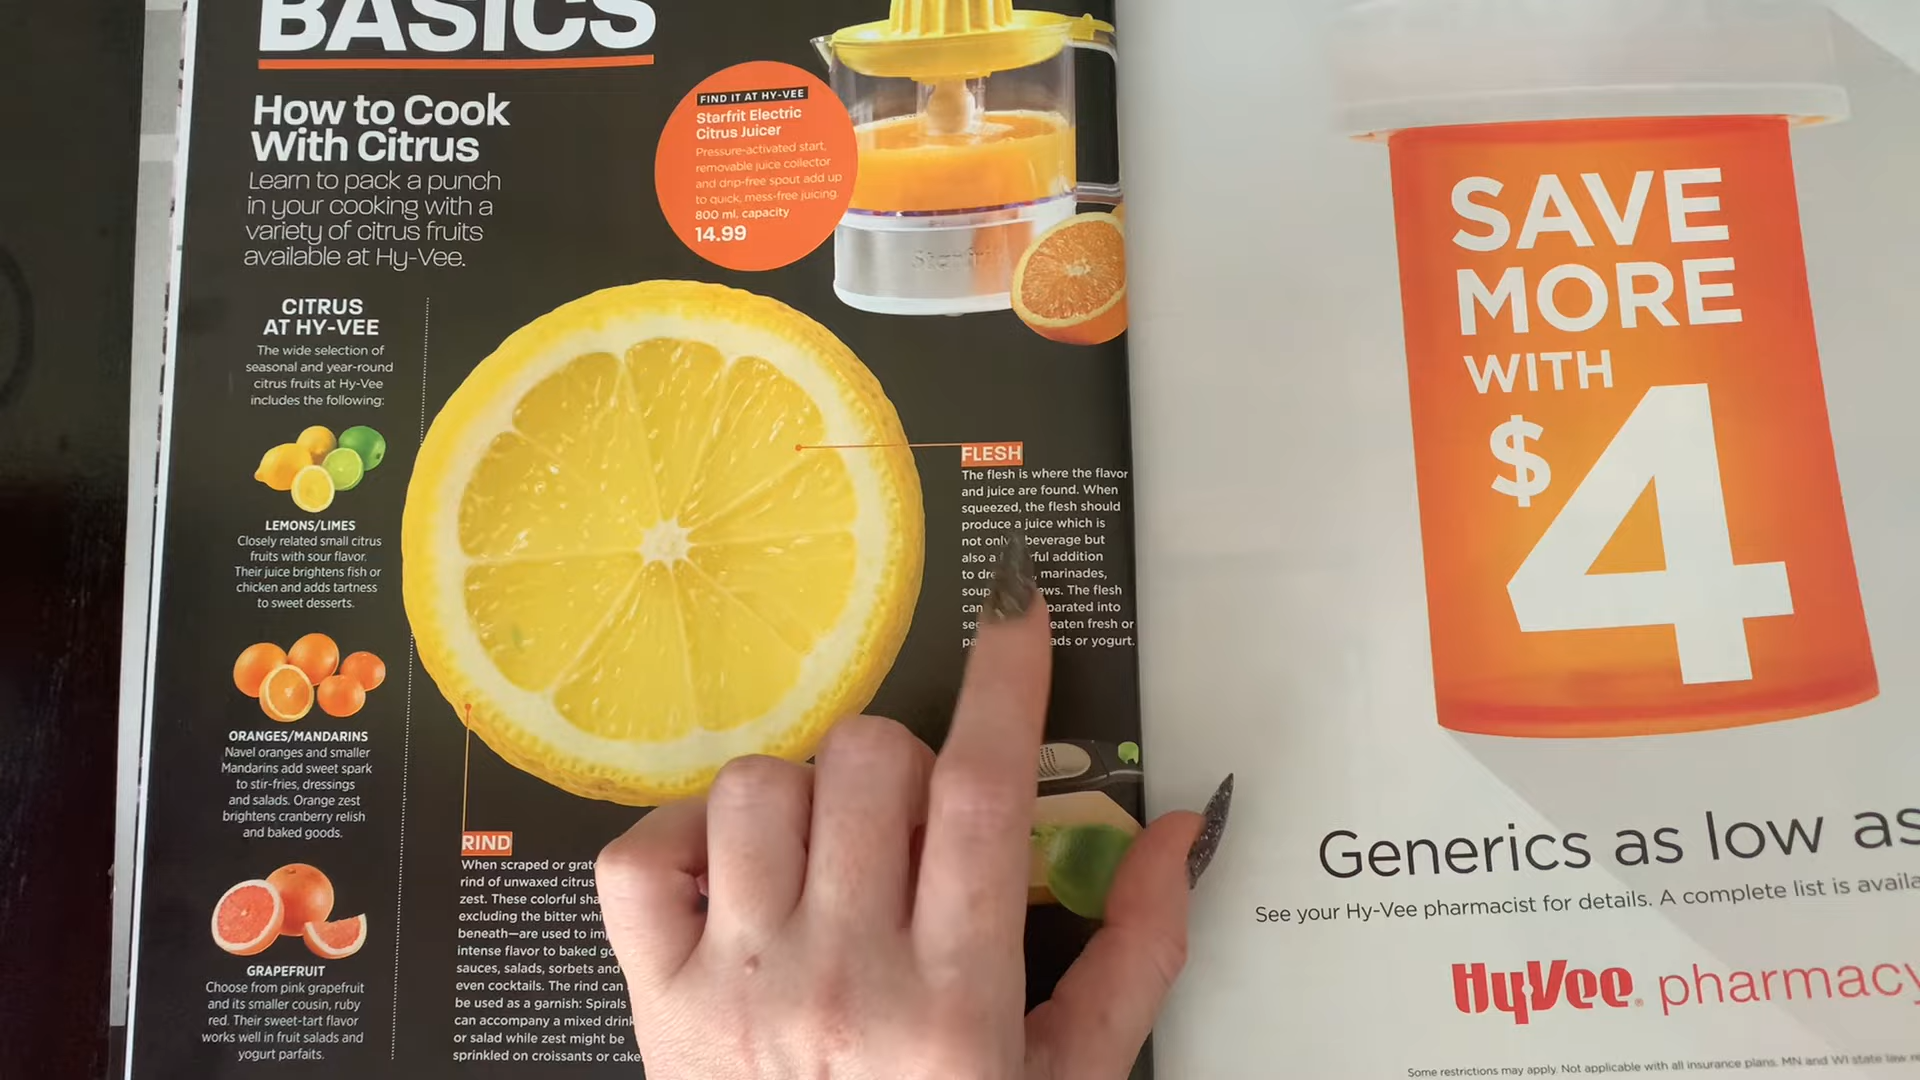 BASICS
How to Cook
With Citrus
Learn to pack a punch
in your cooking with a
variety of citrus fruits
available at Hy-Vee.
FIND IT AT HY-VEE
Starfrit Electric
Citrus Juicer
Pressure-activated start,
removable juice collector
and drip-free spout add up
to quick, mess-free juicing.
800 ml. capacity
14.99
CITRUS
AT HY-VEE
The wide selection of
seasonal and year-round
citrus fruits at Hy-Vee
includes the following:
LEMONS/LIMES
Closely related small citrus
fruits with sour flavor.
Their juice brightens fish or
chicken and adds tartness
to sweet desserts.
ORANGES/MANDARINS
Navel oranges and smaller
Mandarins add sweet spark
to stir-fries, dressings
and salads. Orange zest
brightens cranberry relish
and baked goods.
GRAPEFRUIT
Choose from pink grapefruit
and its smaller cousin, ruby
red. Their sweet-tart flavor
works well in fruit salads and
yogurt parfaits.
FLESH
The flesh is where the flavor
and juice are found. When
squeezed, the flesh should
produce a juice which is
not only beverage but
also a addition
to marinades,
The flesh
into
eaten fresh or
or yogurt.
RIND
When scraped or
rind of unwaxed citrus
zest. These colorful
excluding the bitter
beneath—are used to
intense flavor to baked
sauces, salads, sorbets and
even cocktails. The rind can
be used as a garnish: Spirals
can accompany a mixed drink
or salad while zest might be
sprinkled on croissants or
SAVE
MORE
WITH
$4
Generics as low as
See your Hy-Vee pharmacist for details. A complete list is
HyVee pharmacy
Some restrictions may apply. Not applicable with all insurance plans. MN and WI state law